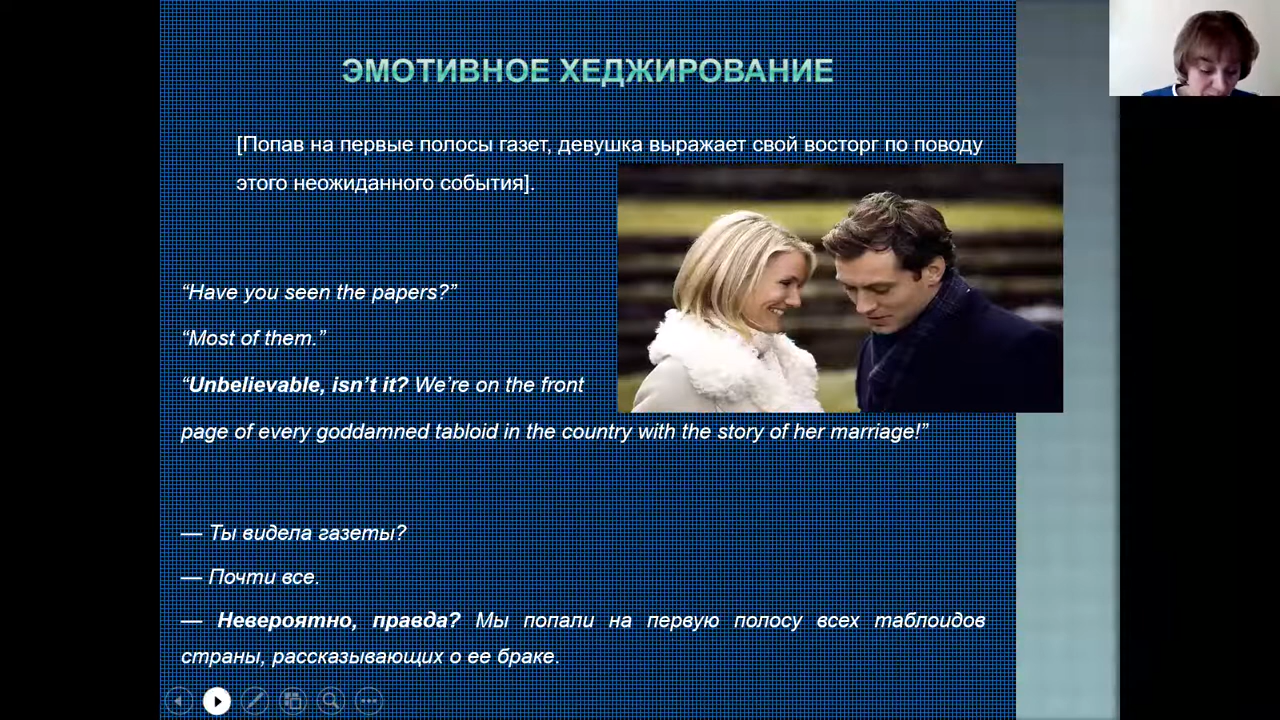 ЭМОТИВНОЕ ХЕДЖИРОВАНИЕ
[Попав на первые полосы газет, девушка выражает свой восторг по поводу
этого неожиданного события].
“Have you seen the papers?”
“Most of them.”
“Unbelievable, isn’t it? We’re on the front
page of every goddamned tabloid in the country with the story of her marriage!”
— Ты видела газеты?
— Почти все.
— Невероятно, правда? Мы попали на первую полосу всех таблоидов
страны, рассказывающих о ее браке.